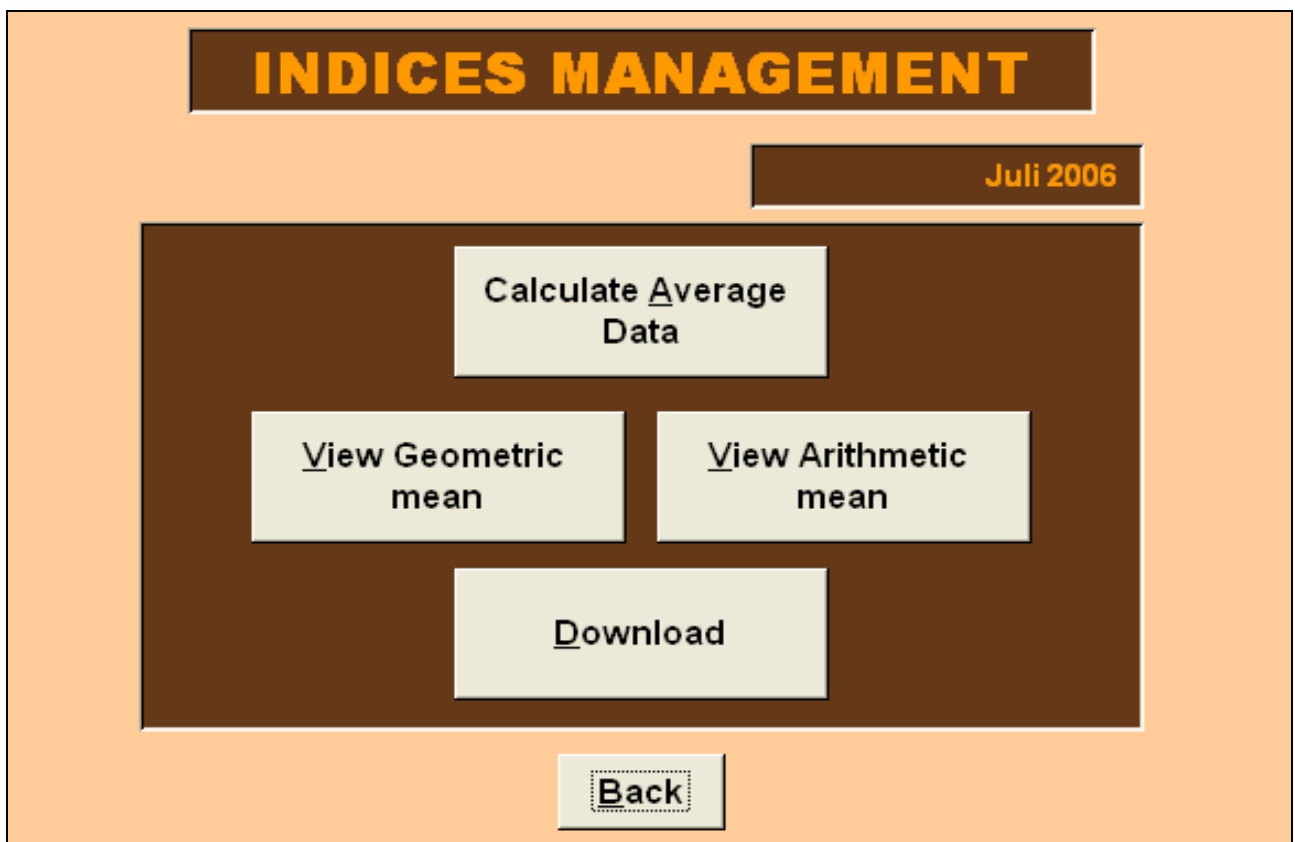 INDICES MANAGEMENT
Juli 2006
Calculate Average
Data
View Geometric
mean
View Arithmetic
mean
Download
Back